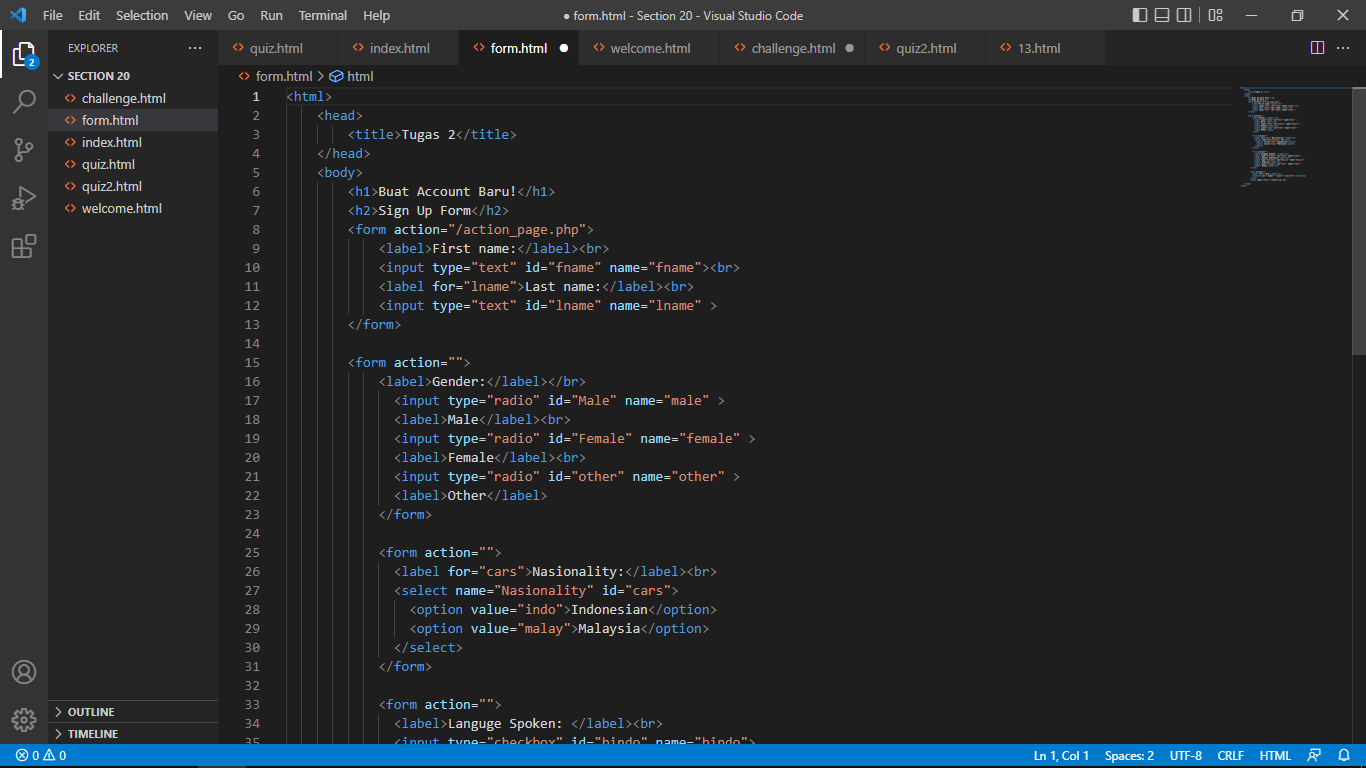 File Edit Selection View Go Run Terminal Help ● form.html - Section 20 - Visual Studio Code
EXPLORER
2
SECTION 20
challenge.html
form.html
index.html
quiz.html
quiz2.html
welcome.html
OUTLINE
TIMELINE
quiz.html index.html form.html welcome.html challenge.html quiz2.html 13.html
form.html > html
1 <html>
2 <head>
3 <title>Tugas 2</title>
4 </head>
5 <body>
6 <h1>Buat Account Baru!</h1>
7 <h2>Sign Up Form</h2>
8 <form action="/action_page.php">
9 <label>First name:</label><br>
10 <input type="text" id="fname" name="fname"><br>
11 <label for="lname">Last name:</label><br>
12 <input type="text" id="lname" name="lname" >
13 </form>
14
15 <form action="">
16 <label>Gender:</label></br>
17 <input type="radio" id="Male" name="male" >
18 <label>Male</label><br>
19 <input type="radio" id="Female" name="female" >
20 <label>Female</label><br>
21 <input type="radio" id="other" name="other" >
22 <label>Other</label>
23 </form>
24
25 <form action="">
26 <label for="cars">Nasionality:</label><br>
27 <select name="Nasionality" id="cars">
28 <option value="indo">Indonesian</option>
29 <option value="malay">Malaysia</option>
30 </select>
31 </form>
32
33 <form action="">
34 <label>Languge Spoken: </label><br>
35 <input type="checkbox" id="bindo" name="bindo">
0 0 Ln 1, Col 1 Spaces: 2 UTF-8 CRLF HTML